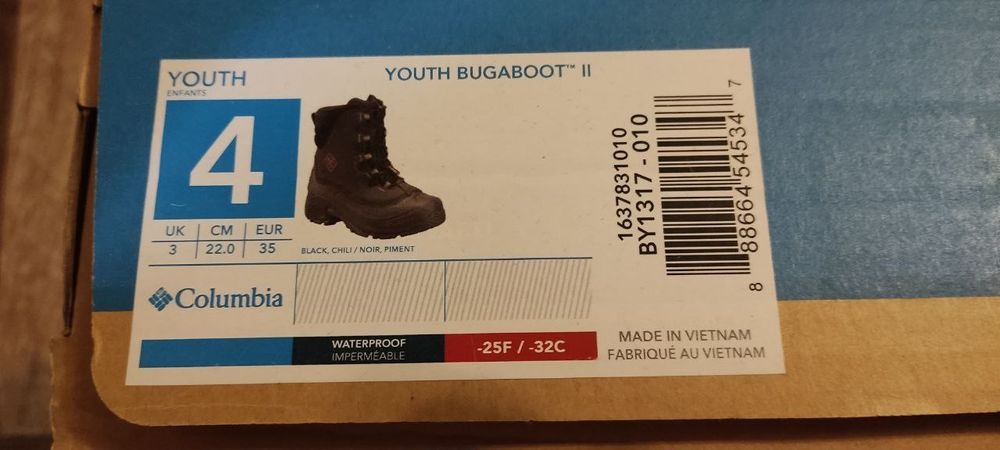 YOUTH
ENFANTS
YOUTH BUGABOOT™ II
4
UK CM EUR
3 22.0 35
BLACK, CHILI / NOIR, PIMENT
Columbia
WATERPROOF
IMPERMÉABLE
-25F / -32C
1637831010
BY1317 - 010
8 88664 54534 7
MADE IN VIETNAM
FABRIQUÉ AU VIETNAM